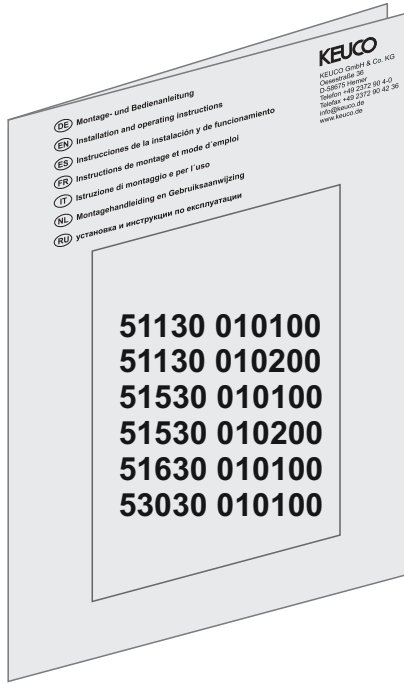 KEUCO
KEUCO GmbH & Co. KG
Oesestraße 36
D-58675 Hemer
Telefon +49 2372 90 4-0
Telefax +49 2372 90 42 36
info@keuco.de
www.keuco.de
DE Montage- und Bedienanleitung
EN Installation and operating instructions
ES Instrucciones de la instalación y de funcionamiento
FR Instructions de montage et mode d´emploi
IT Istruzione di montaggio e per l´uso
NL Montagehandleiding en Gebruiksaanwijzing
RU установка и инструкции по експлуатации
51130 010100
51130 010200
51530 010100
51530 010200
51630 010100
53030 010100